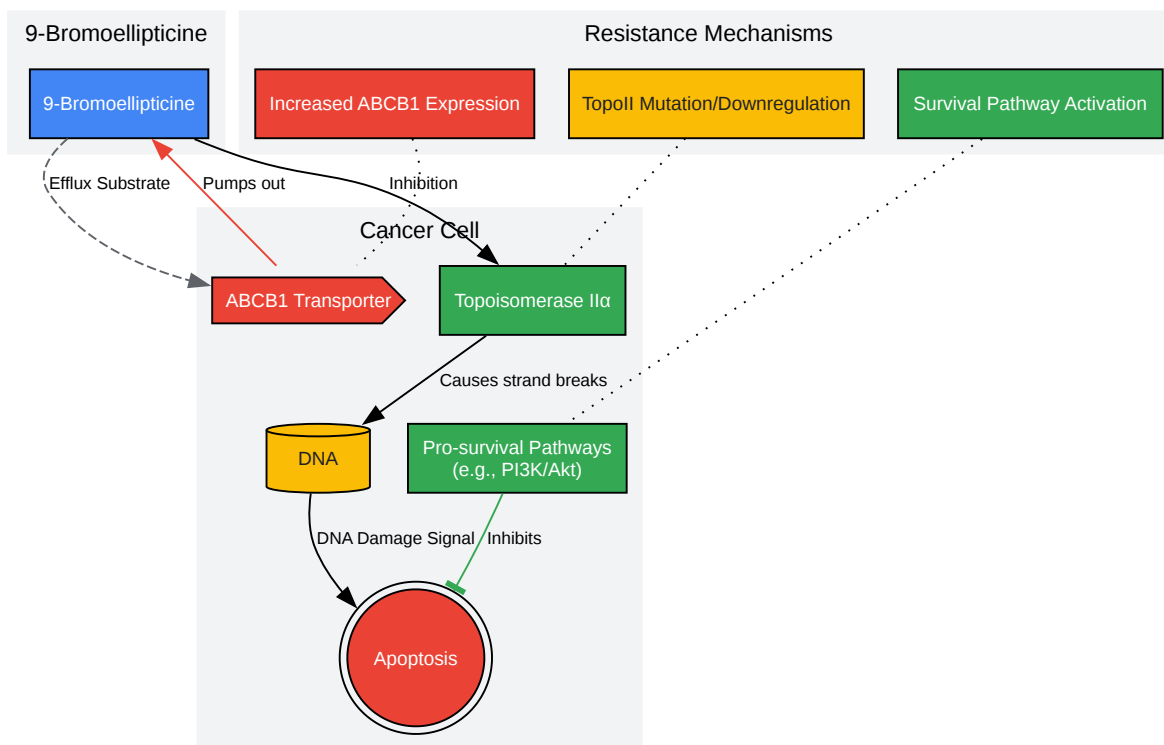 9-Bromoellipticine
Resistance Mechanisms
9-Bromoellipticine
Increased ABCB1 Expression
TopoII Mutation/Downregulation
Survival Pathway Activation
Efflux Substrate
Pumps out
Inhibition
Cancer Cell
ABCB1 Transporter
Topoisomerase IIα
Causes strand breaks
DNA
Pro-survival Pathways
(e.g., PI3K/Akt)
DNA Damage Signal
Inhibits
Apoptosis